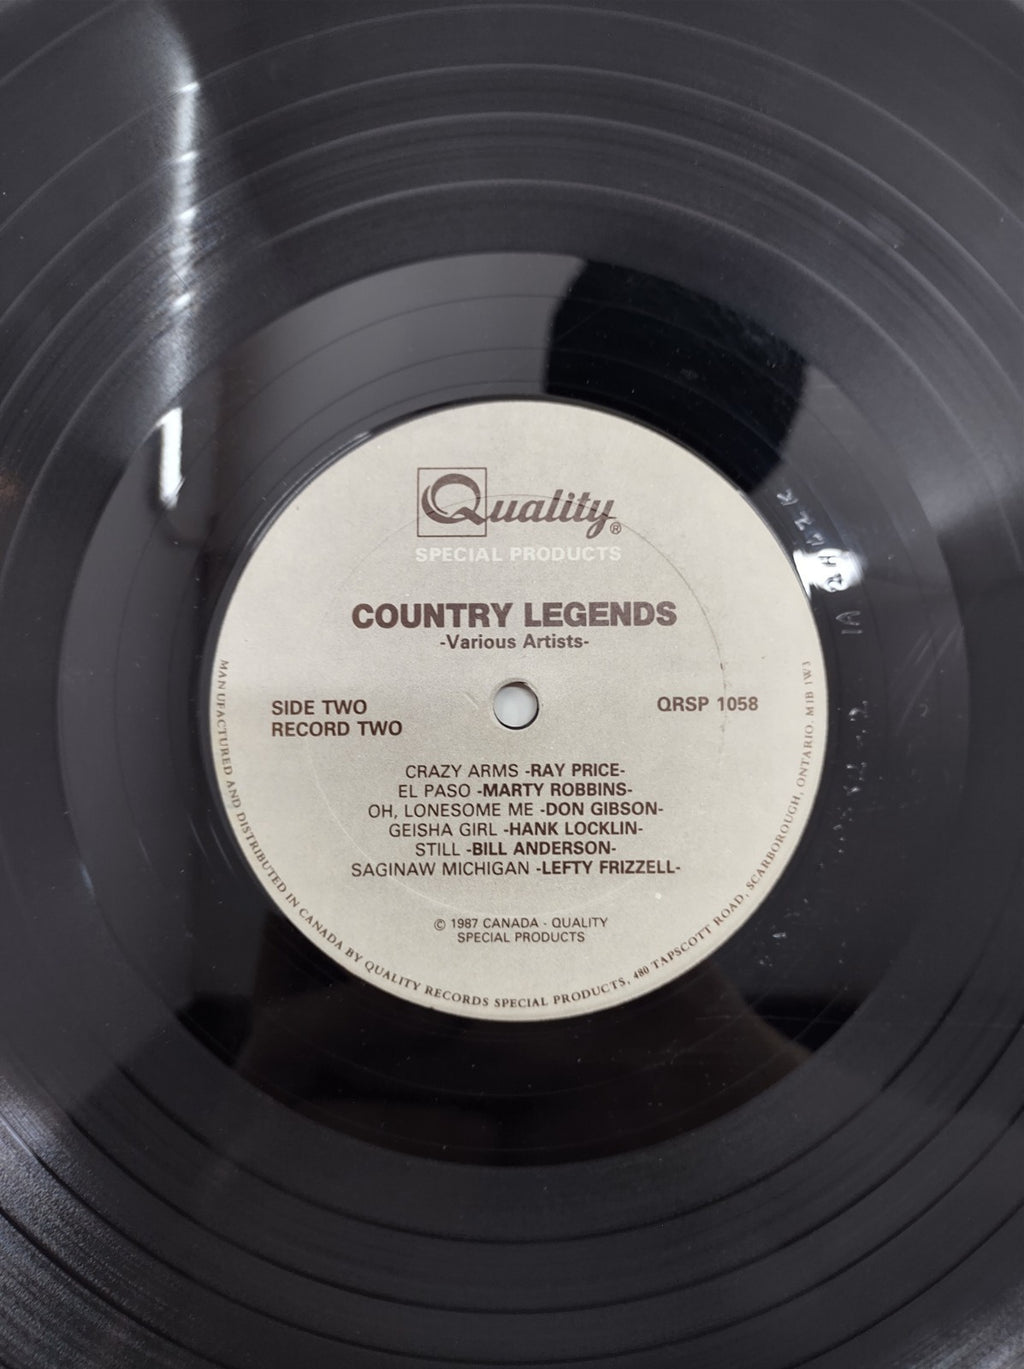 Quality®
SPECIAL PRODUCTS
COUNTRY LEGENDS
-Various Artists-
SIDE TWO
RECORD TWO
QRSP 1058
CRAZY ARMS -RAY PRICE-
EL PASO -MARTY ROBBINS-
OH, LONESOME ME -DON GIBSON-
GEISHA GIRL -HANK LOCKLIN-
STILL -BILL ANDERSON-
SAGINAW MICHIGAN -LEFTY FRIZZELL-
© 1987 CANADA - QUALITY
SPECIAL PRODUCTS
MANUFACTURED AND DISTRIBUTED IN CANADA BY QUALITY RECORDS SPECIAL PRODUCTS, 480 TAPSCOTT ROAD, SCARBOROUGH, ONTARIO. M1B 1W3